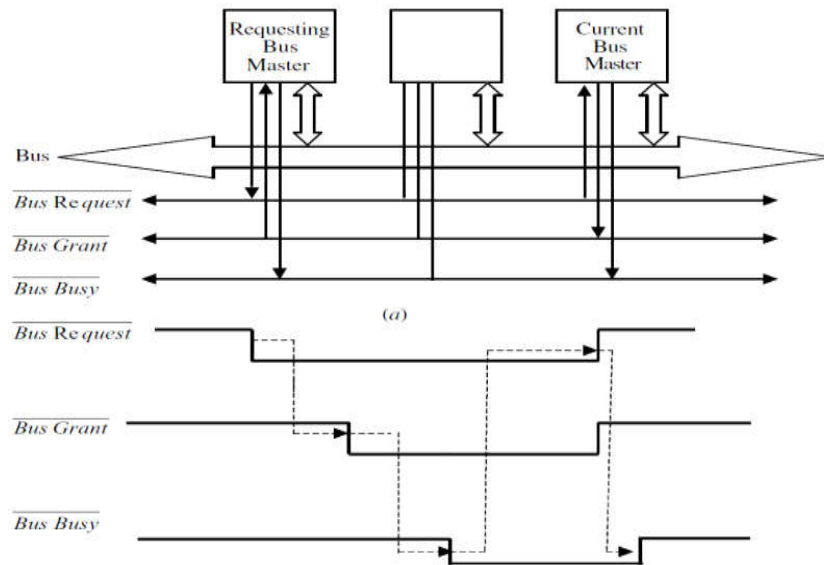 Requesting
Bus
Master
Current
Bus
Master
Bus
Bus Request
Bus Grant
Bus Busy
(a)
Bus Request
Bus Grant
Bus Busy